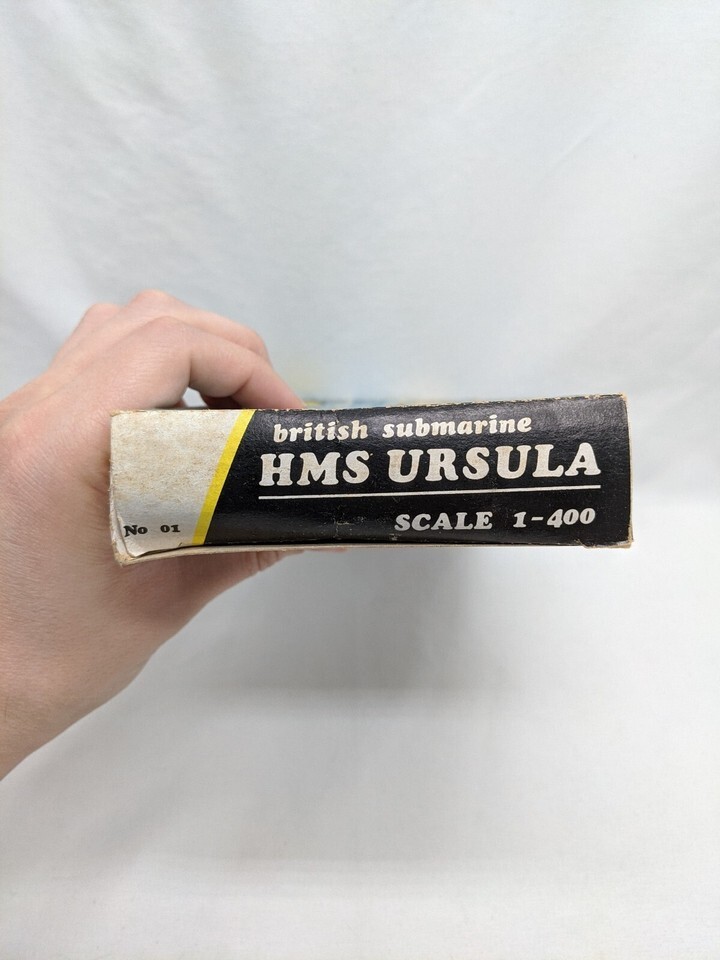 british submarine
HMS URSULA
SCALE 1-400
No 01